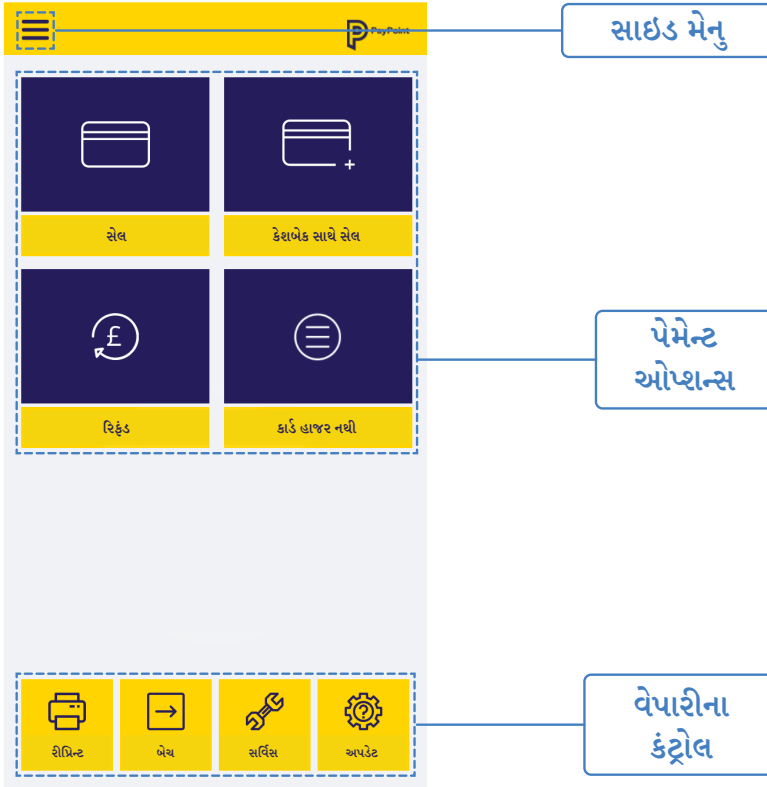 PayPoint
સાઇડ મેનુ
સેલ
કેશબેક સાથે સેલ
£
રિફંડ
કાર્ડ હાજર નથી
પેમેન્ટ
ઓપ્શન્સ
રીપ્રિન્ટ
બેચ
સર્વિસ
અપડેટ
વેપારીના
કંટ્રોલ